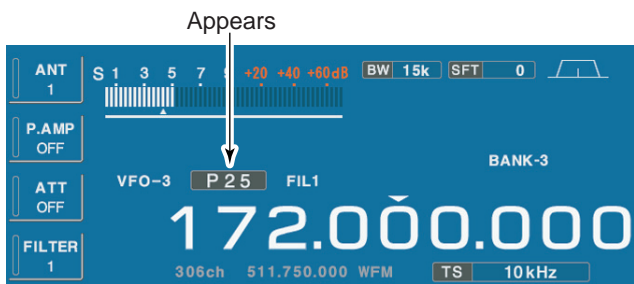 Appears
ANT
1
S 1 3 5 7 9 +20 +40 +60dB
BW 15k SFT 0
P.AMP
OFF
BANK-3
ATT
OFF
VFO-3 P25 FIL1
172.000.000
FILTER
1
306ch 511.750.000 WFM TS 10kHz